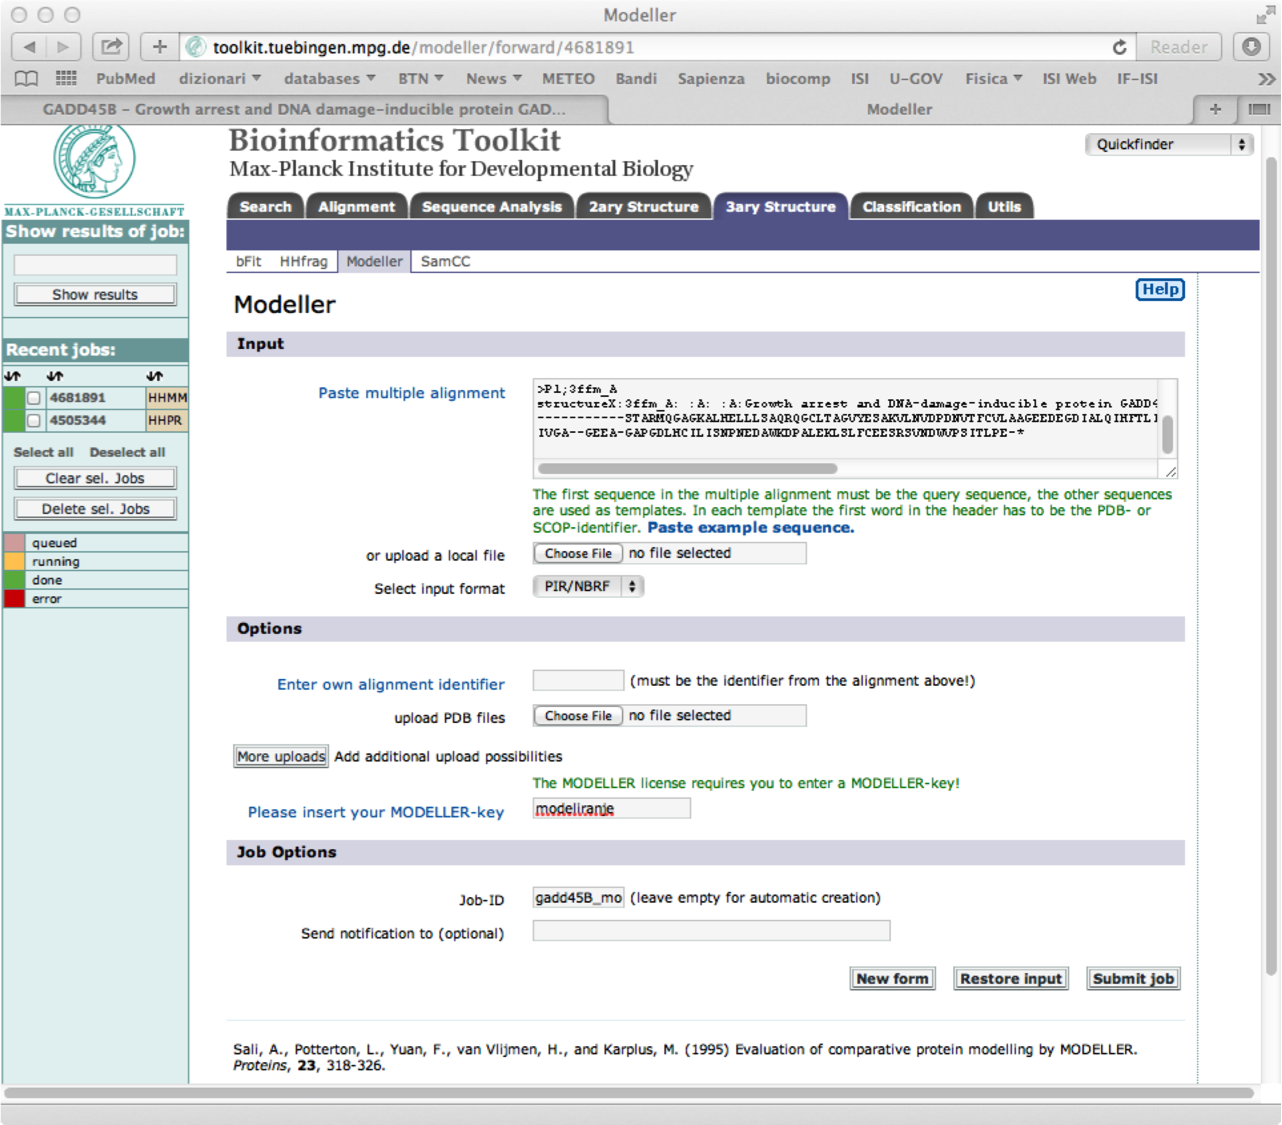 Modeller
toolkit.tuebingen.mpg.de/modeller/forward/4681891
Reader
PubMed dizionari databases BTN News METEO Bandi Sapienza biocomp ISI U-GOV Fisica ISI Web IF-ISI
GADD45B – Growth arrest and DNA damage-inducible protein GAD...
Modeller
Bioinformatics Toolkit
Max-Planck Institute for Developmental Biology
Quickfinder
MAX-PLANCK-GESELLSCHAFT
Search Alignment Sequence Analysis 2ary Structure 3ary Structure Classification Utils
Show results of job:
Show results
bFit HHfrag Modeller SamCC
Help
Modeller
Input
Recent jobs:
4681891 HHMM
4505344 HHPR
Select all Deselect all
Clear sel. Jobs
Delete sel. Jobs
queued
running
done
error
Paste multiple alignment
>P1;3ffm_A
structureX:3ffm_A: :A: :A:Growth arrest and DNA-damage-inducible protein GADD4
-----------STARMQGAGKALHELLLSAQRQGCLTAGVYESAKVLNVDPDNVTFCVLAAGEEDEGDIALQIHFTLI
IVGA--GEEA-GAPGDLHCILISNPNEDAWKDPALEKLSLFCEESRSVNDWVPSITLPE-*
The first sequence in the multiple alignment must be the query sequence, the other sequences
are used as templates. In each template the first word in the header has to be the PDB- or
SCOP-identifier. Paste example sequence.
or upload a local file Choose File no file selected
Select input format PIR/NBRF
Options
Enter own alignment identifier (must be the identifier from the alignment above!)
upload PDB files Choose File no file selected
More uploads Add additional upload possibilities
The MODELLER license requires you to enter a MODELLER-key!
Please insert your MODELLER-key modeliranje
Job Options
Job-ID gadd45B_mo (leave empty for automatic creation)
Send notification to (optional)
New form Restore input Submit job
Sali, A., Potterton, L., Yuan, F., van Vlijmen, H., and Karplus, M. (1995) Evaluation of comparative protein modelling by MODELLER.
Proteins, 23, 318-326.